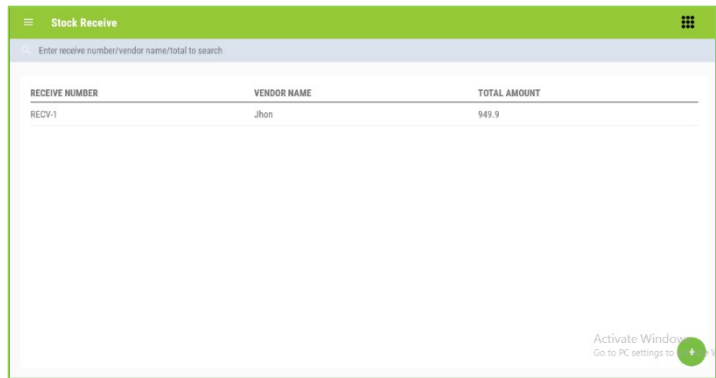 Stock Receive
Enter receive number/vendor name/total to search
RECEIVE NUMBER VENDOR NAME TOTAL AMOUNT
RECV-1 Jhon 949.9
Activate Window
Go to PC settings to
+